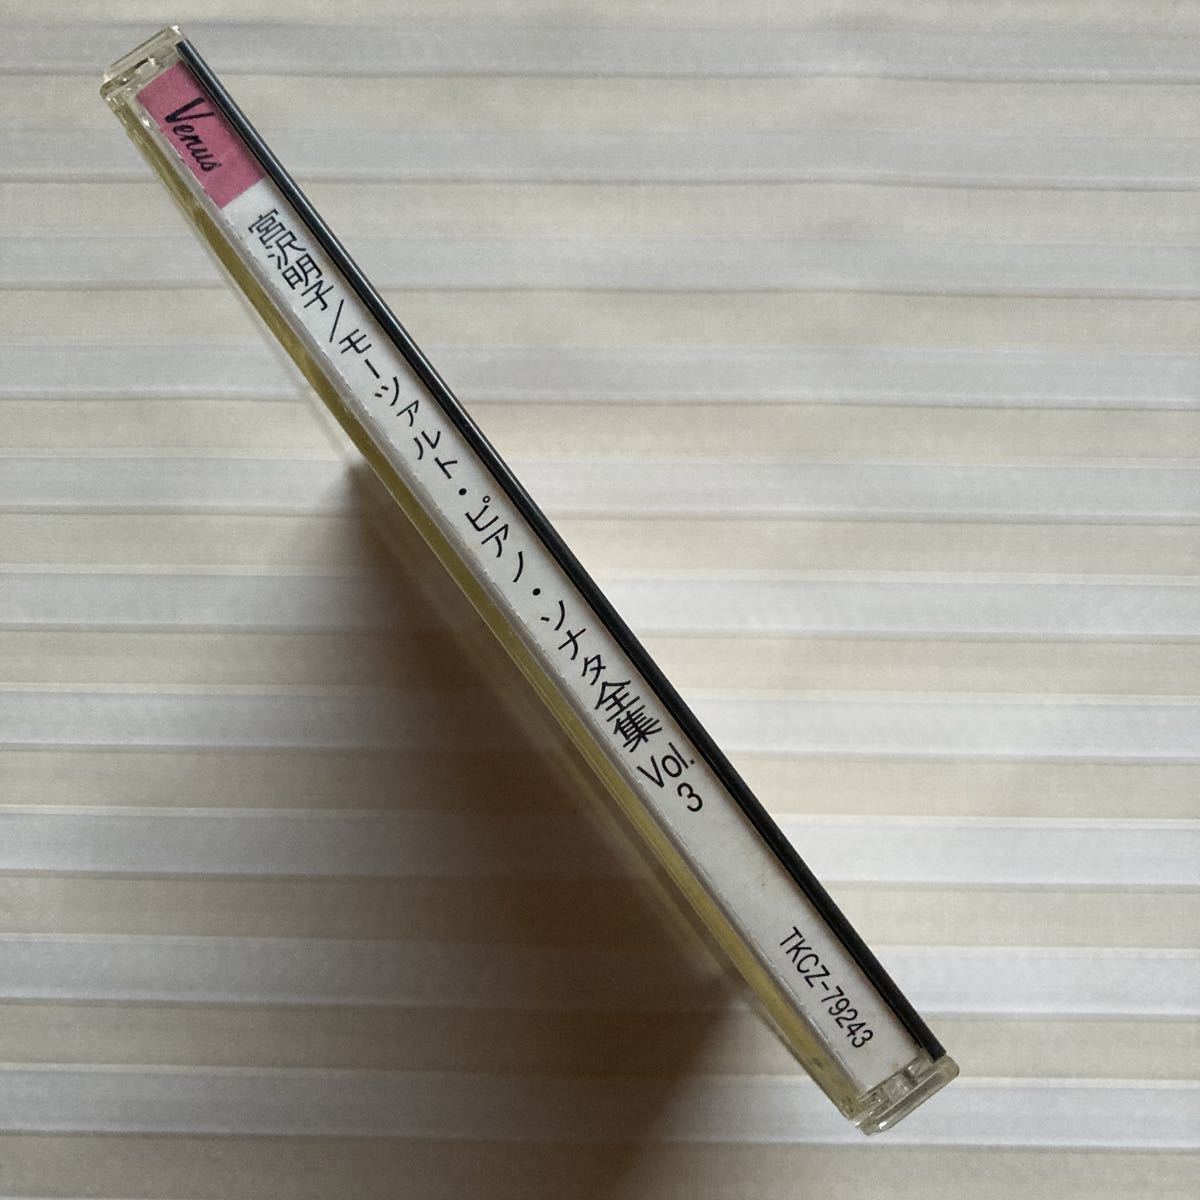 Venus
宮沢明子/モーツァルト・ピアノ・ソナタ全集 Vol. 3
TKCZ-79243